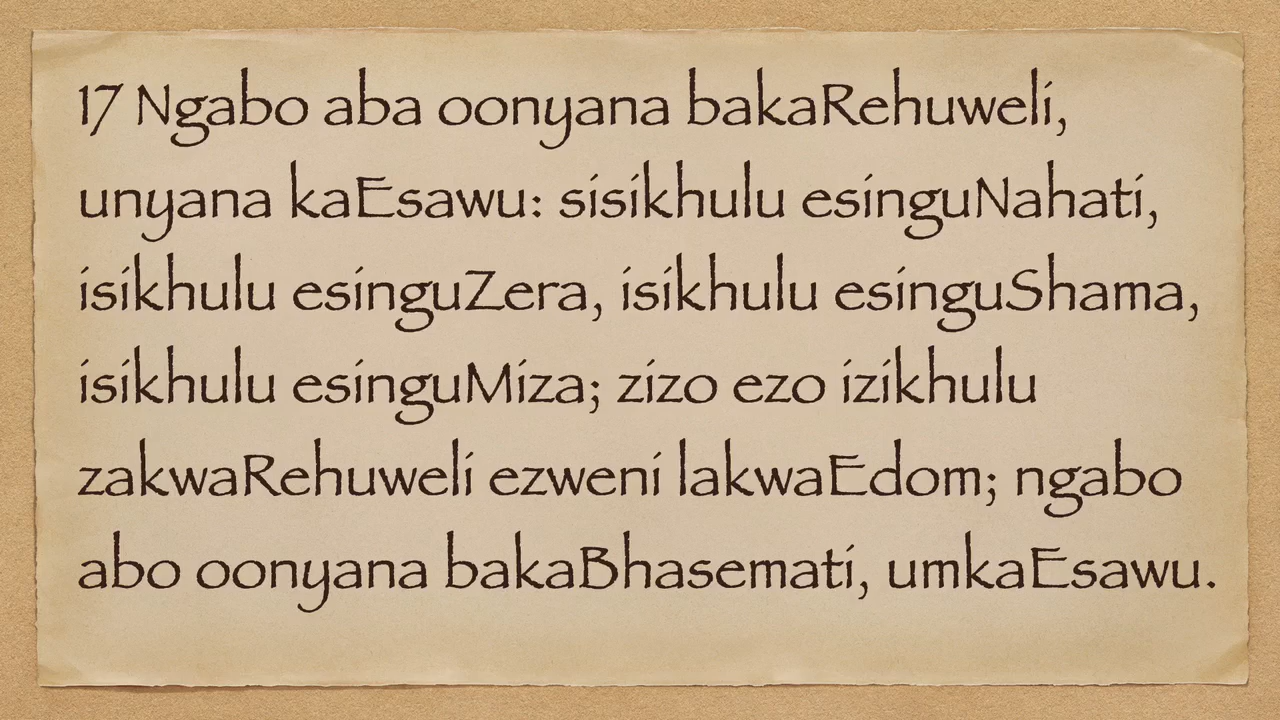 17 Ngabo aba oonyana bakaRehuweli,
unyana kaEsawu: sisikhulu esinguNahati,
isikhulu esinguZera, isikhulu esinguShama,
isikhulu esinguMiza; zizo ezo izikhulu
zakwaRehuweli ezweni lakwaEdom; ngabo
abo oonyana bakaBhasemati, umkaEsawu.